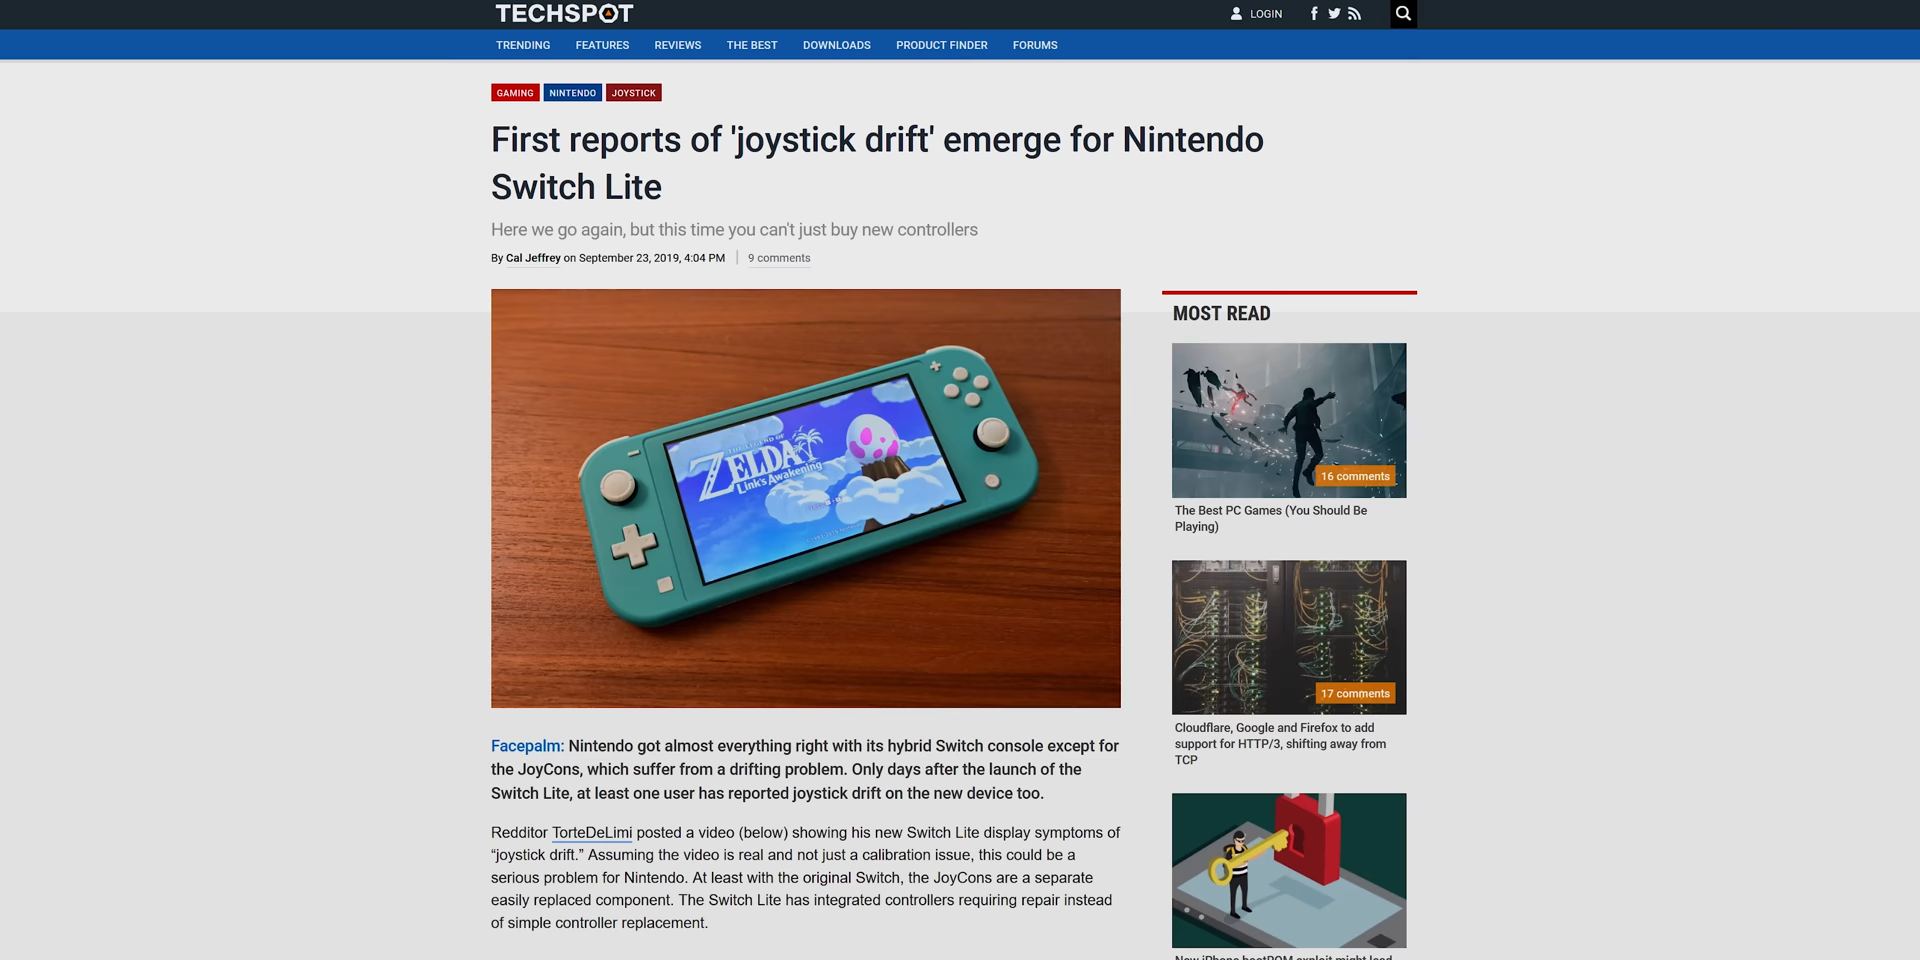 TECHSPOT
LOGIN
TRENDING FEATURES REVIEWS THE BEST DOWNLOADS PRODUCT FINDER FORUMS
GAMING NINTENDO JOYSTICK
First reports of 'joystick drift' emerge for Nintendo
Switch Lite
Here we go again, but this time you can't just buy new controllers
By Cal Jeffrey on September 23, 2019, 4:04 PM 9 comments
THE LEGEND OF
ZELDA
Link's Awakening
Facepalm: Nintendo got almost everything right with its hybrid Switch console except for
the JoyCons, which suffer from a drifting problem. Only days after the launch of the
Switch Lite, at least one user has reported joystick drift on the new device too.
Redditor TorteDeLimi posted a video (below) showing his new Switch Lite display symptoms of
“joystick drift.” Assuming the video is real and not just a calibration issue, this could be a
serious problem for Nintendo. At least with the original Switch, the JoyCons are a separate
easily replaced component. The Switch Lite has integrated controllers requiring repair instead
of simple controller replacement.
MOST READ
16 comments
The Best PC Games (You Should Be
Playing)
17 comments
Cloudflare, Google and Firefox to add
support for HTTP/3, shifting away from
TCP
New iPhone bootROM exploit might lead